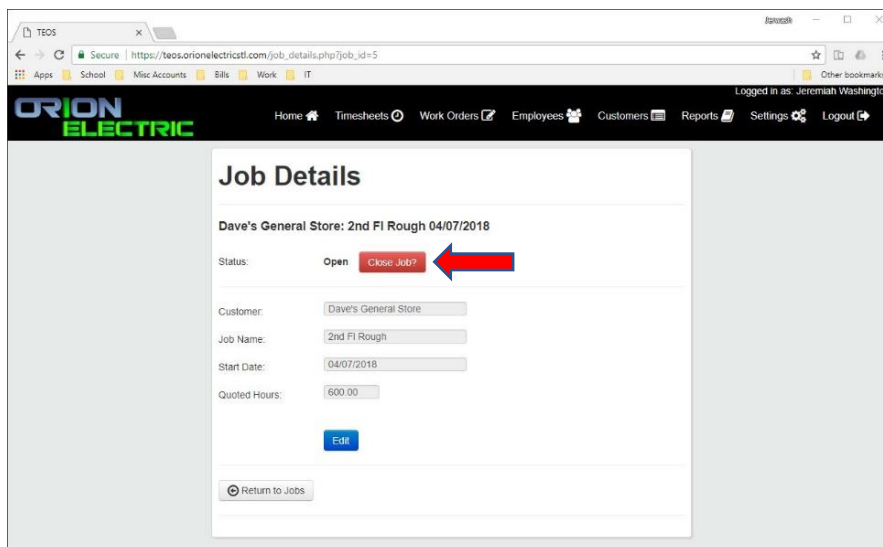 TEOS
Secure https://teos.orionelectricstl.com/job_details.php?job_id=5
Apps School Misc Accounts Bills Work IT Other bookmarks
Logged in as: Jeremiah Washingto
ORION
ELECTRIC
Home Timesheets Work Orders Employees Customers Reports Settings Logout
Job Details
Dave's General Store: 2nd Fl Rough 04/07/2018
Status: Open Close Job?
Customer: Dave's General Store
Job Name: 2nd Fl Rough
Start Date: 04/07/2018
Quoted Hours: 600.00
Edit
Return to Jobs